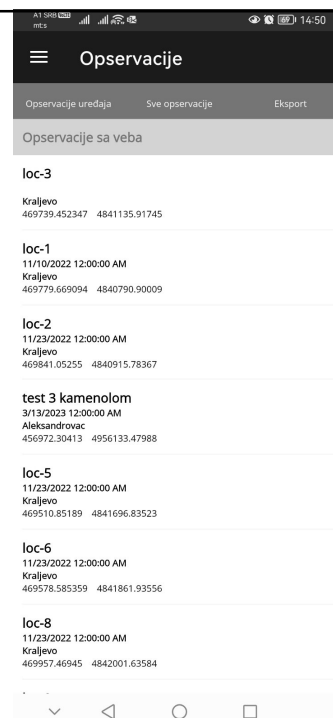 A1 SRB
mt:s
69 14:50
Opservacije
Opservacije uređaja Sve opservacije Eksport
Opservacije sa veba
loc-3
Kraljevo
469739.452347 4841135.91745
loc-1
11/10/2022 12:00:00 AM
Kraljevo
469779.669094 4840790.90009
loc-2
11/23/2022 12:00:00 AM
Kraljevo
469841.05255 4840915.78367
test 3 kamenolom
3/13/2023 12:00:00 AM
Aleksandrovac
456972.30413 4956133.47988
loc-5
11/23/2022 12:00:00 AM
Kraljevo
469510.85189 4841696.83523
loc-6
11/23/2022 12:00:00 AM
Kraljevo
469578.585359 4841861.93556
loc-8
11/23/2022 12:00:00 AM
Kraljevo
469957.46945 4842001.63584